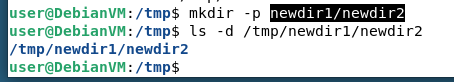 user@DebianVM:/tmp$ mkdir -p newdir1/newdir2
user@DebianVM:/tmp$ ls -d /tmp/newdir1/newdir2
/tmp/newdir1/newdir2
user@DebianVM:/tmp$